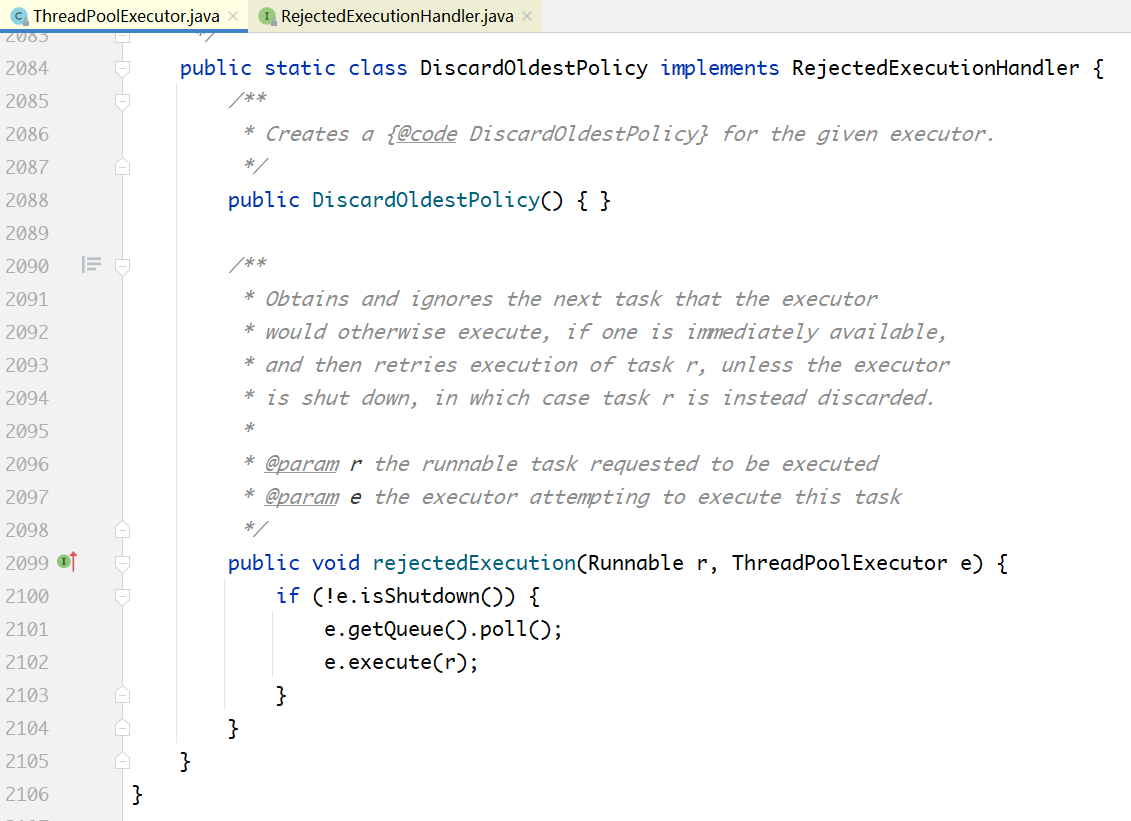 ThreadPoolExecutor.java × RejectedExecutionHandler.java ×
2083 */
2084 public static class DiscardOldestPolicy implements RejectedExecutionHandler {
2085 /**
2086 * Creates a {@code DiscardOldestPolicy} for the given executor.
2087 */
2088 public DiscardOldestPolicy() { }
2089
2090 /**
2091 * Obtains and ignores the next task that the executor
2092 * would otherwise execute, if one is immediately available,
2093 * and then retries execution of task r, unless the executor
2094 * is shut down, in which case task r is instead discarded.
2095 *
2096 * @param r the runnable task requested to be executed
2097 * @param e the executor attempting to execute this task
2098 */
2099 public void rejectedExecution(Runnable r, ThreadPoolExecutor e) {
2100 if (!e.isShutdown()) {
2101 e.getQueue().poll();
2102 e.execute(r);
2103 }
2104 }
2105 }
2106 }